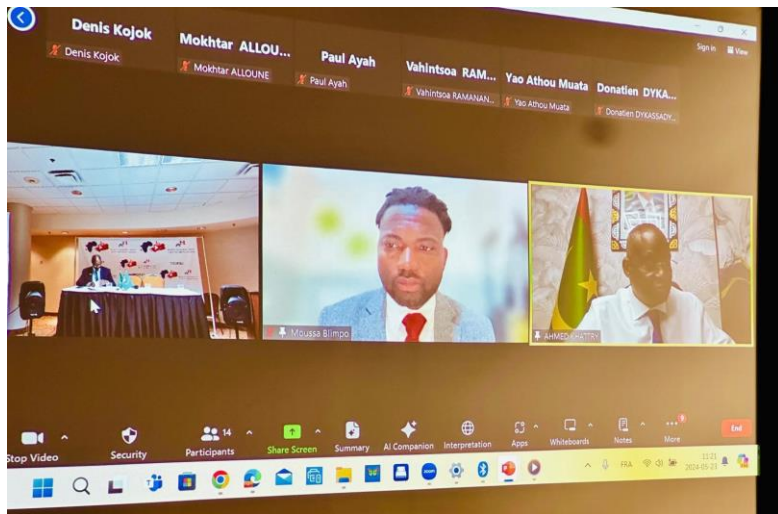 Sign in
View
Denis Kojok
Mokhtar ALLOU...
Paul Ayah
Vahintsoa RAM...
Yao Athou Muata
Donatien DYKA...
Denis Kojok
Mokhtar ALLOUNE
Paul Ayah
Vahintsoa RAMANAN...
Yao Athou Muata
Donatien DYKASSADY...
Moussa Blimpo
AHMED KHATTRY
Stop Video
Security
14
Participants
Share Screen
Summary
AI Companion
Interpretation
Apps
Whiteboards
Notes
More
End
zoom
FRA
11:21
2024-05-23